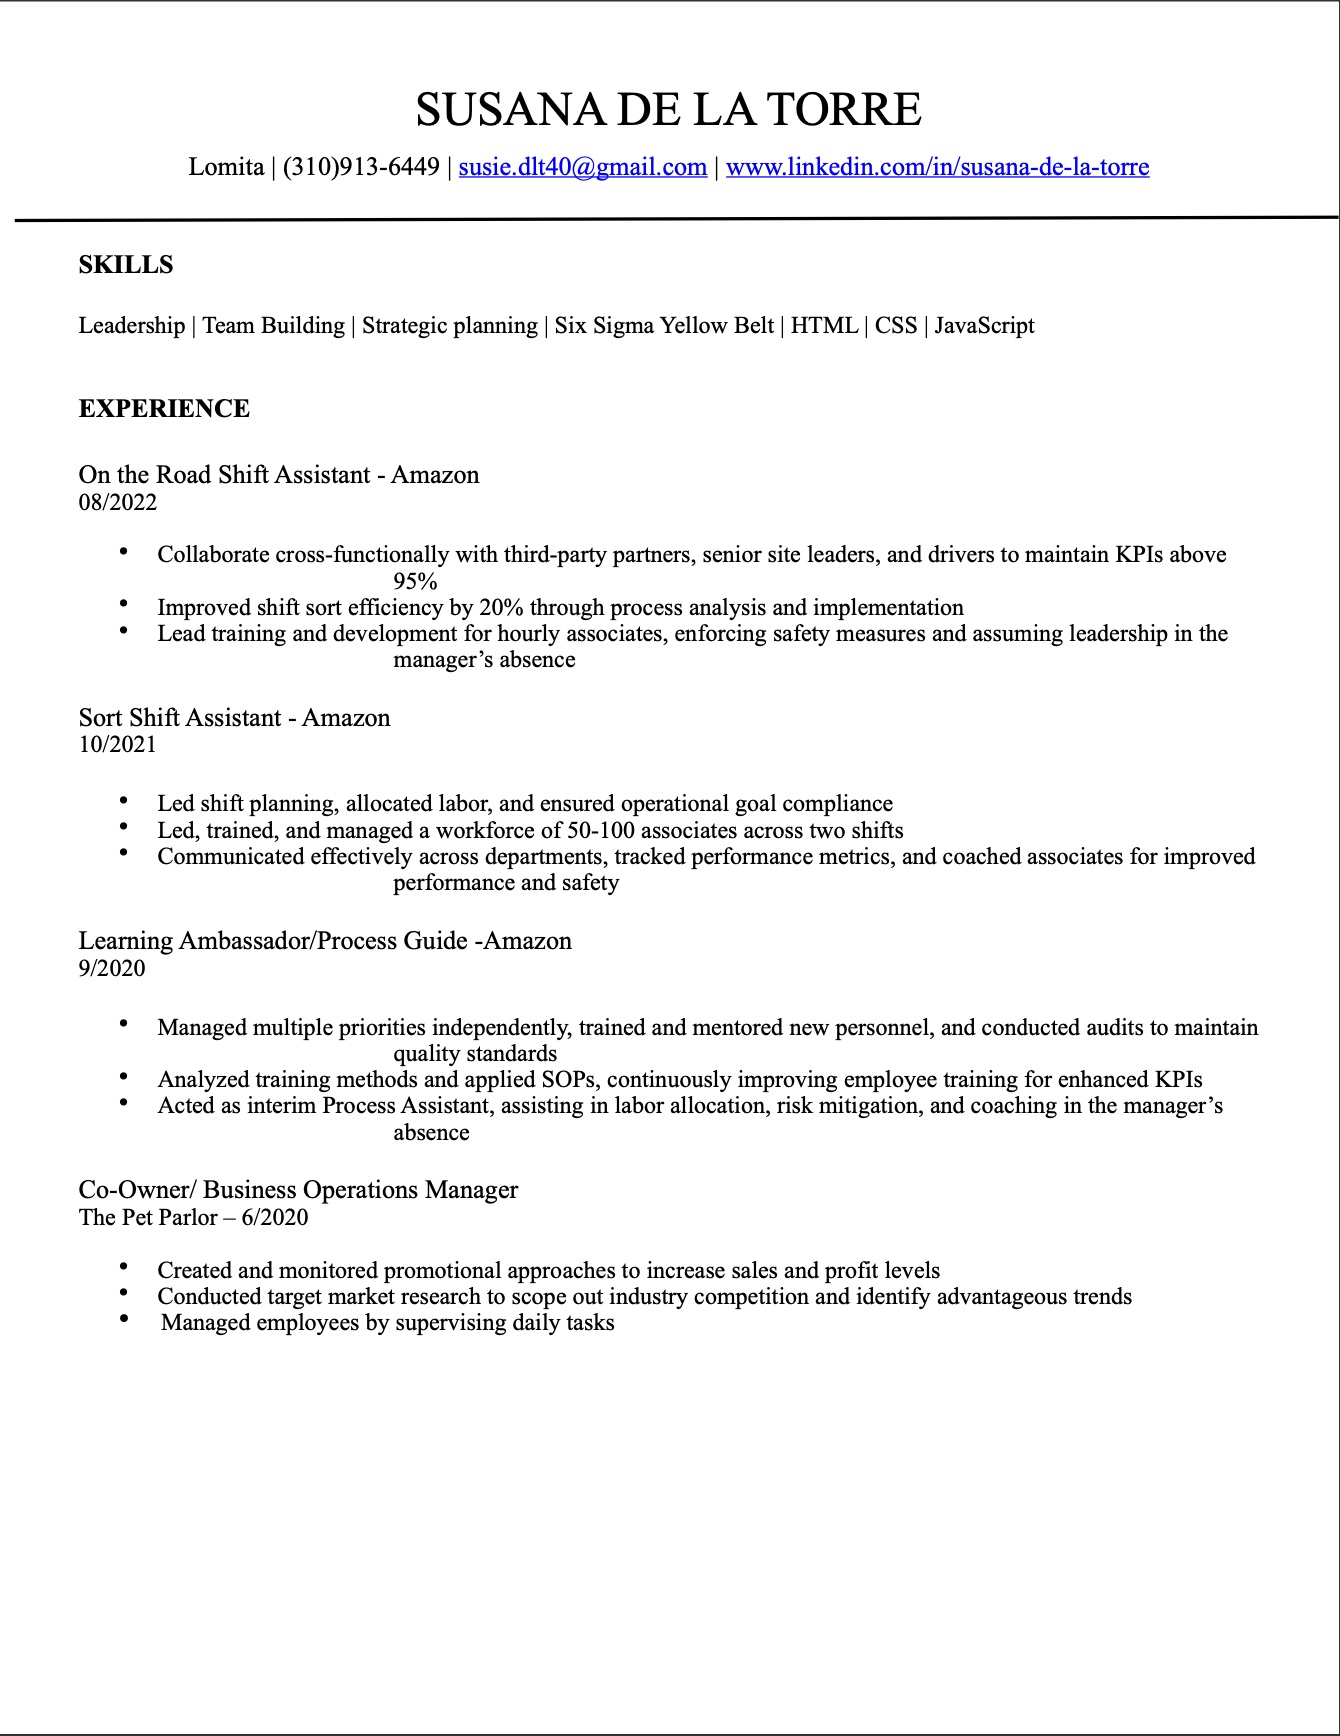 SUSANA DE LA TORRE
Lomita | (310)913-6449 | susie.dlt40@gmail.com | www.linkedin.com/in/susana-de-la-torre
SKILLS
Leadership | Team Building | Strategic planning | Six Sigma Yellow Belt | HTML | CSS | JavaScript
EXPERIENCE
On the Road Shift Assistant - Amazon
08/2022
• Collaborate cross-functionally with third-party partners, senior site leaders, and drivers to maintain KPIs above
95%
• Improved shift sort efficiency by 20% through process analysis and implementation
• Lead training and development for hourly associates, enforcing safety measures and assuming leadership in the
manager’s absence
Sort Shift Assistant - Amazon
10/2021
• Led shift planning, allocated labor, and ensured operational goal compliance
• Led, trained, and managed a workforce of 50-100 associates across two shifts
• Communicated effectively across departments, tracked performance metrics, and coached associates for improved
performance and safety
Learning Ambassador/Process Guide -Amazon
9/2020
• Managed multiple priorities independently, trained and mentored new personnel, and conducted audits to maintain
quality standards
• Analyzed training methods and applied SOPs, continuously improving employee training for enhanced KPIs
• Acted as interim Process Assistant, assisting in labor allocation, risk mitigation, and coaching in the manager’s
absence
Co-Owner/ Business Operations Manager
The Pet Parlor – 6/2020
• Created and monitored promotional approaches to increase sales and profit levels
• Conducted target market research to scope out industry competition and identify advantageous trends
• Managed employees by supervising daily tasks